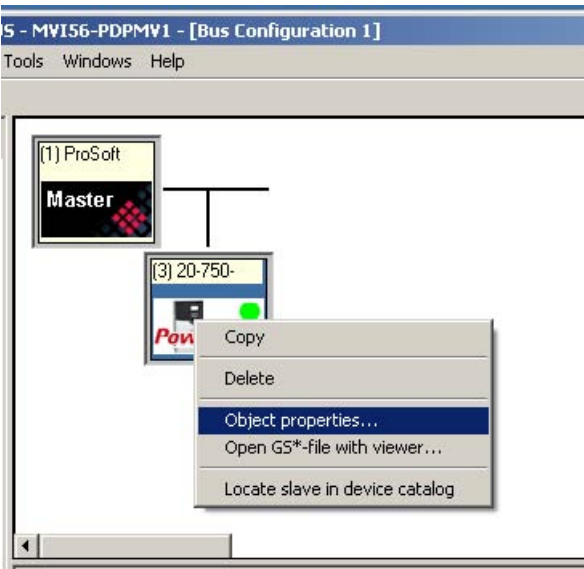 IS - MVI56-PDPMV1 - [Bus Configuration 1]
Tools Windows Help
(1) ProSoft
Master
(3) 20-750-
Pow
Copy
Delete
Object properties...
Open GS*-file with viewer...
Locate slave in device catalog